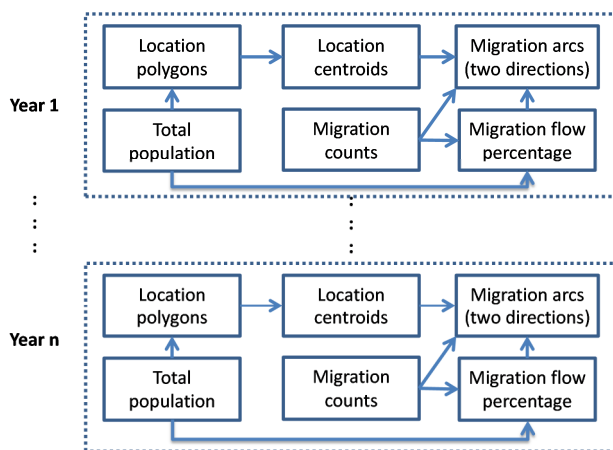 Location polygons
Location centroids
Migration arcs (two directions)
Year 1
Total population
Migration counts
Migration flow percentage
Location polygons
Location centroids
Migration arcs (two directions)
Year n
Total population
Migration counts
Migration flow percentage